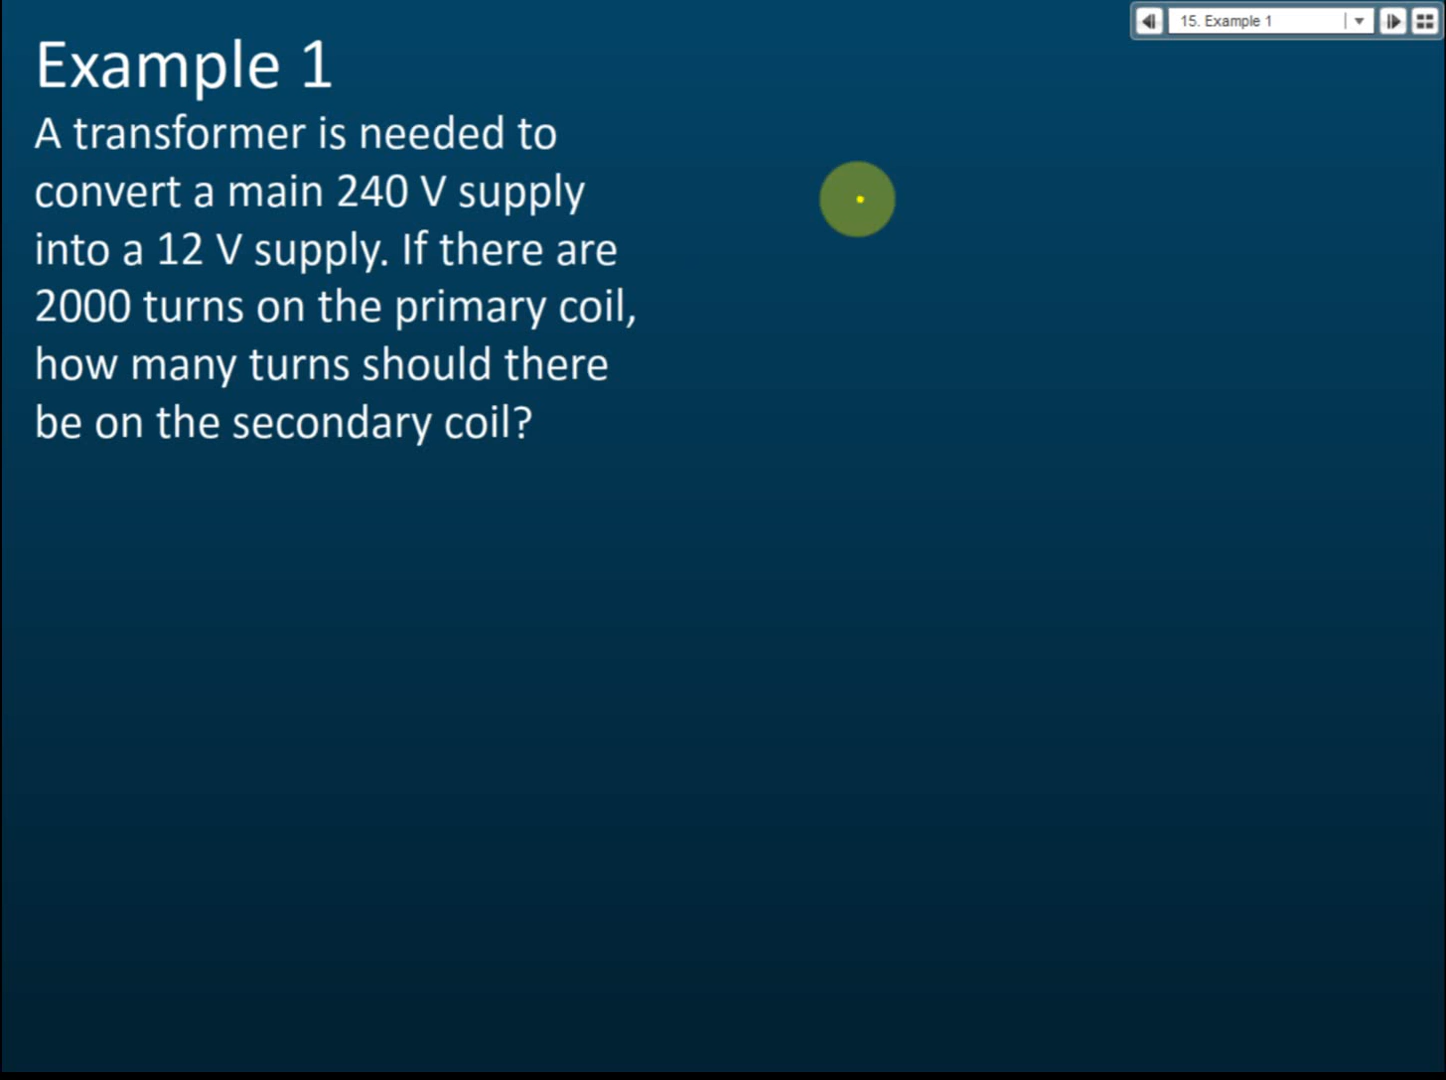 15. Example 1
Example 1
A transformer is needed to
convert a main 240 V supply
into a 12 V supply. If there are
2000 turns on the primary coil,
how many turns should there
be on the secondary coil?